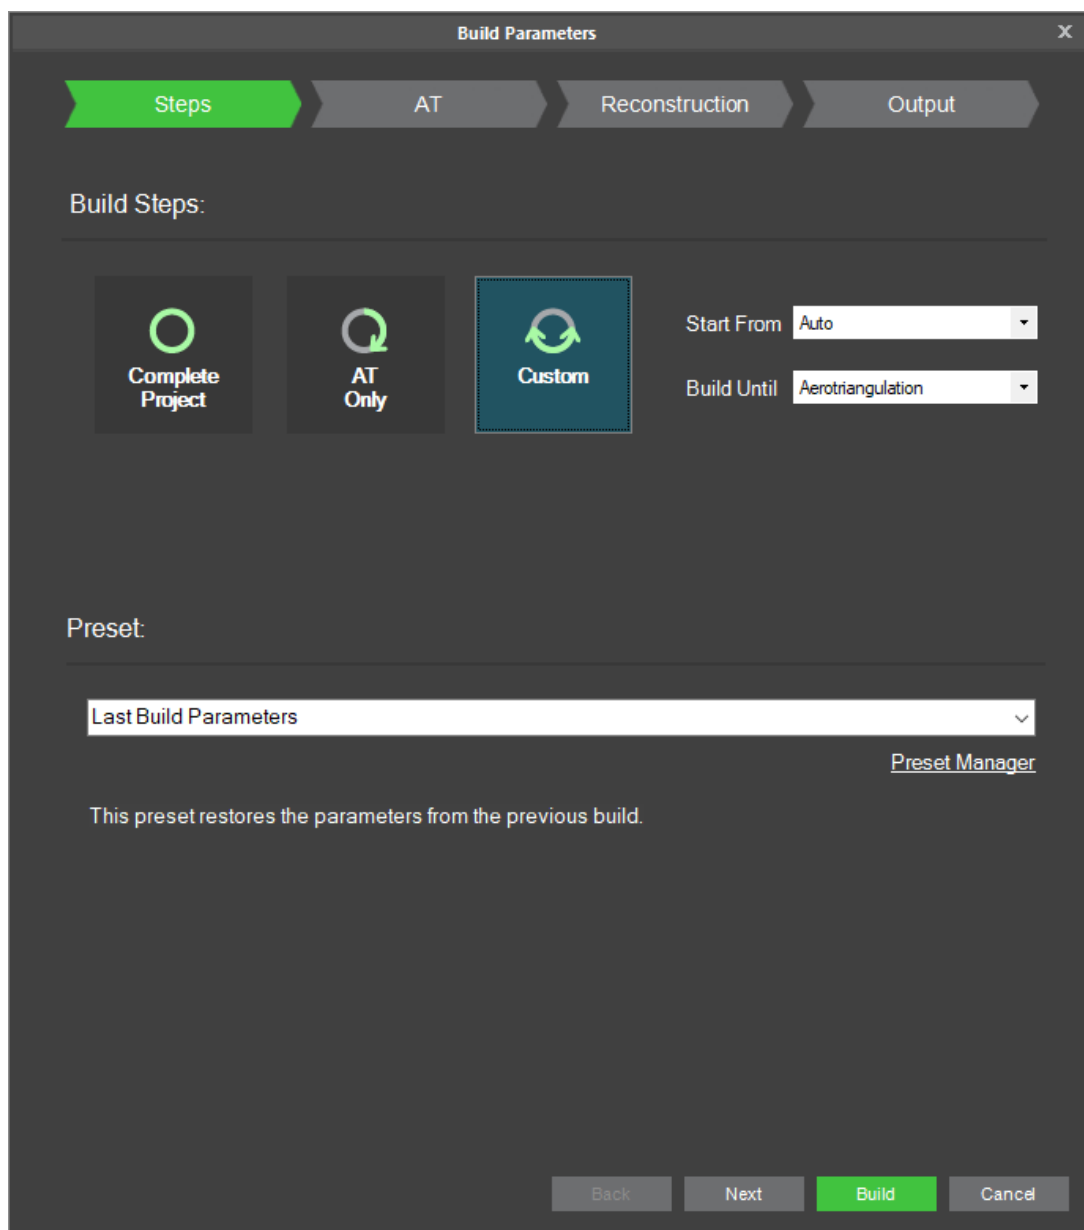 Build Parameters
x
Steps
AT
Reconstruction
Output
Build Steps:
Complete
Project
AT
Only
Custom
Start From
Auto
Build Until
Aerotriangulation
Preset:
Last Build Parameters
Preset Manager
This preset restores the parameters from the previous build.
Back
Next
Build
Cancel